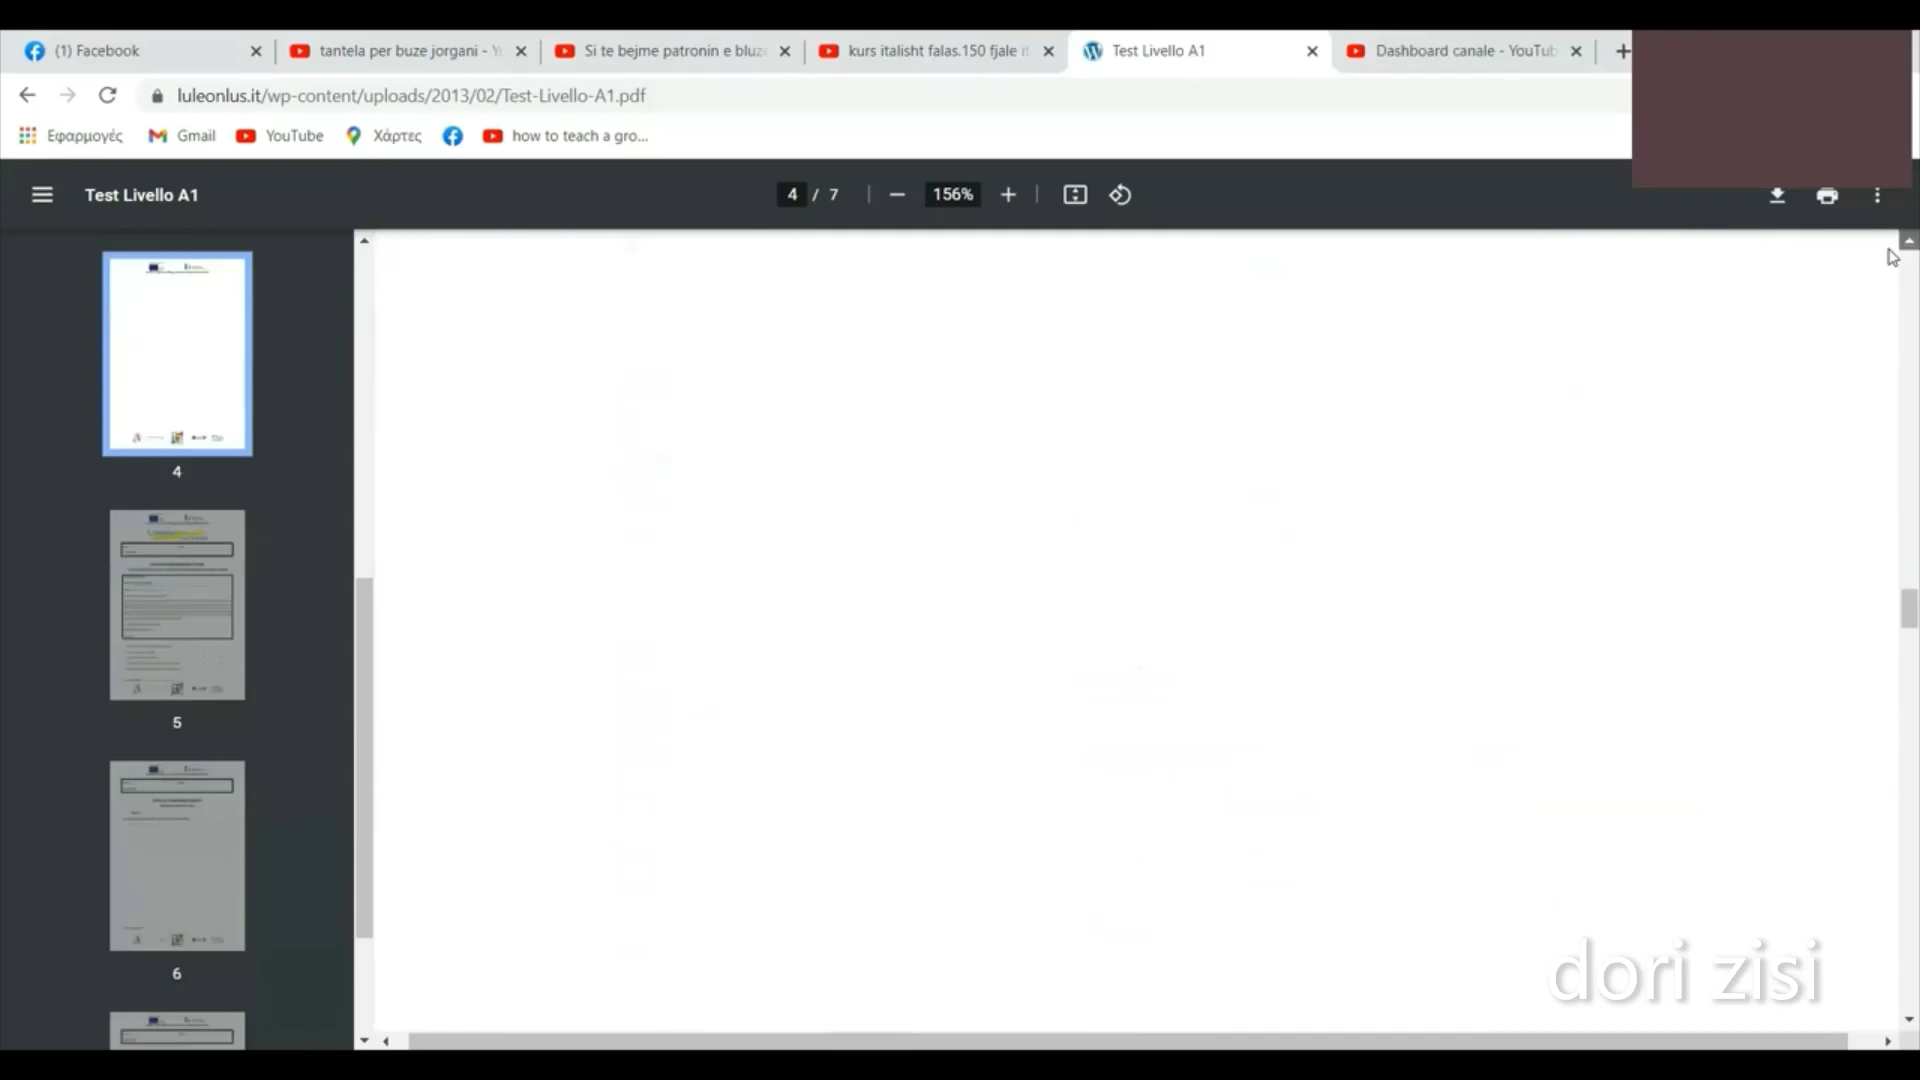 (1) Facebook
tantela per buze jorgani - Y
Si te bejme patronin e bluz
kurs italisht falas.150 fjale it
Test Livello A1
Dashboard canale - YouTub
luleonlus.it/wp-content/uploads/2013/02/Test-Livello-A1.pdf
Εφαρμογές
Gmail
YouTube
Χάρτες
how to teach a gro...
Test Livello A1
4 / 7
156%
4
5
6
dori zisi